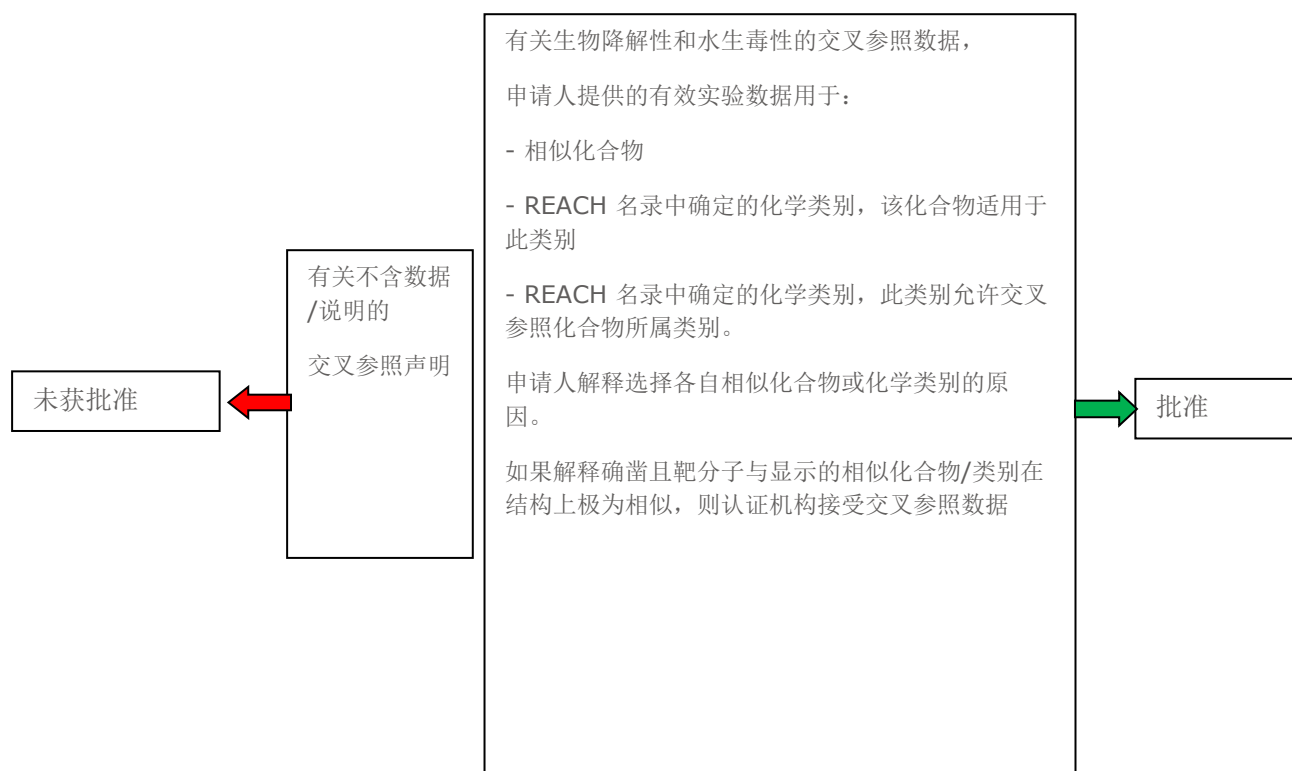 未获批准
有关不含数据
/说明的
交叉参照声明
有关生物降解性和水生毒性的交叉参照数据，
申请人提供的有效实验数据用于：
- 相似化合物
- REACH 名录中确定的化学类别，该化合物适用于
此类别
- REACH 名录中确定的化学类别，此类别允许交叉
参照化合物所属类别。
申请人解释选择各自相似化合物或化学类别的原
因。
如果解释确凿且靶分子与显示的相似化合物/类别在
结构上极为相似，则认证机构接受交叉参照数据
批准